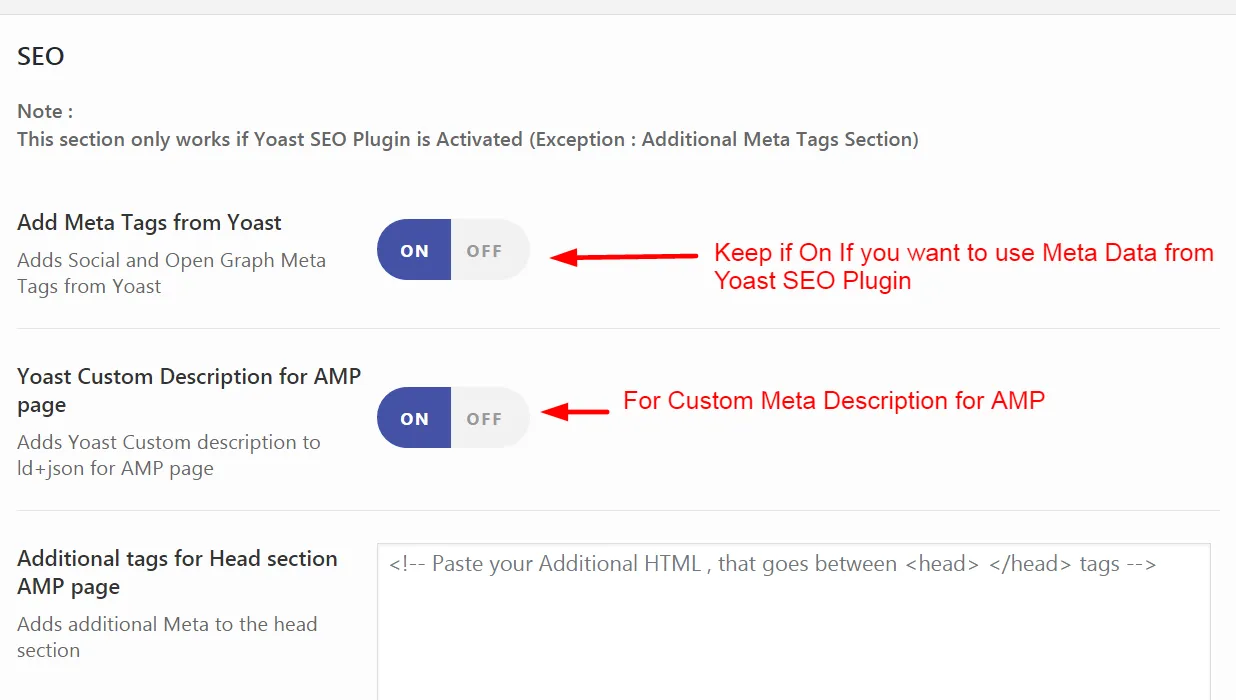 SEO
Note :
This section only works if Yoast SEO Plugin is Activated (Exception : Additional Meta Tags Section)
Add Meta Tags from Yoast
Adds Social and Open Graph Meta
Tags from Yoast
ON OFF
Keep if On If you want to use Meta Data from
Yoast SEO Plugin
Yoast Custom Description for AMP
page
Adds Yoast Custom description to
ld+json for AMP page
ON OFF
For Custom Meta Description for AMP
Additional tags for Head section
AMP page
Adds additional Meta to the head
section
<!-- Paste your Additional HTML , that goes between <head> </head> tags -->